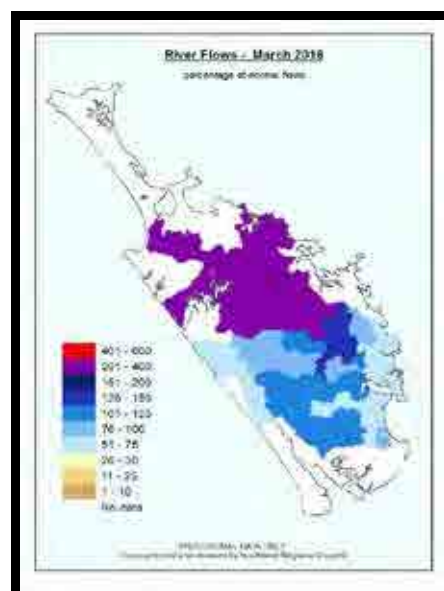 River Flows - March 2016
percentage of normal flows
401 - 600
201 - 400
151 - 200
126 - 150
101 - 125
76 - 100
51 - 75
26 - 50
11 - 25
1 - 10
No data